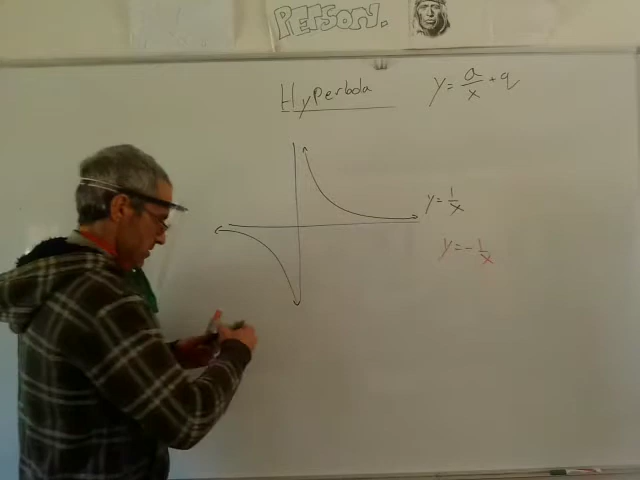 PERSON.
Hyperbola
y = a/x + q
y = 1/x
y = -1/x